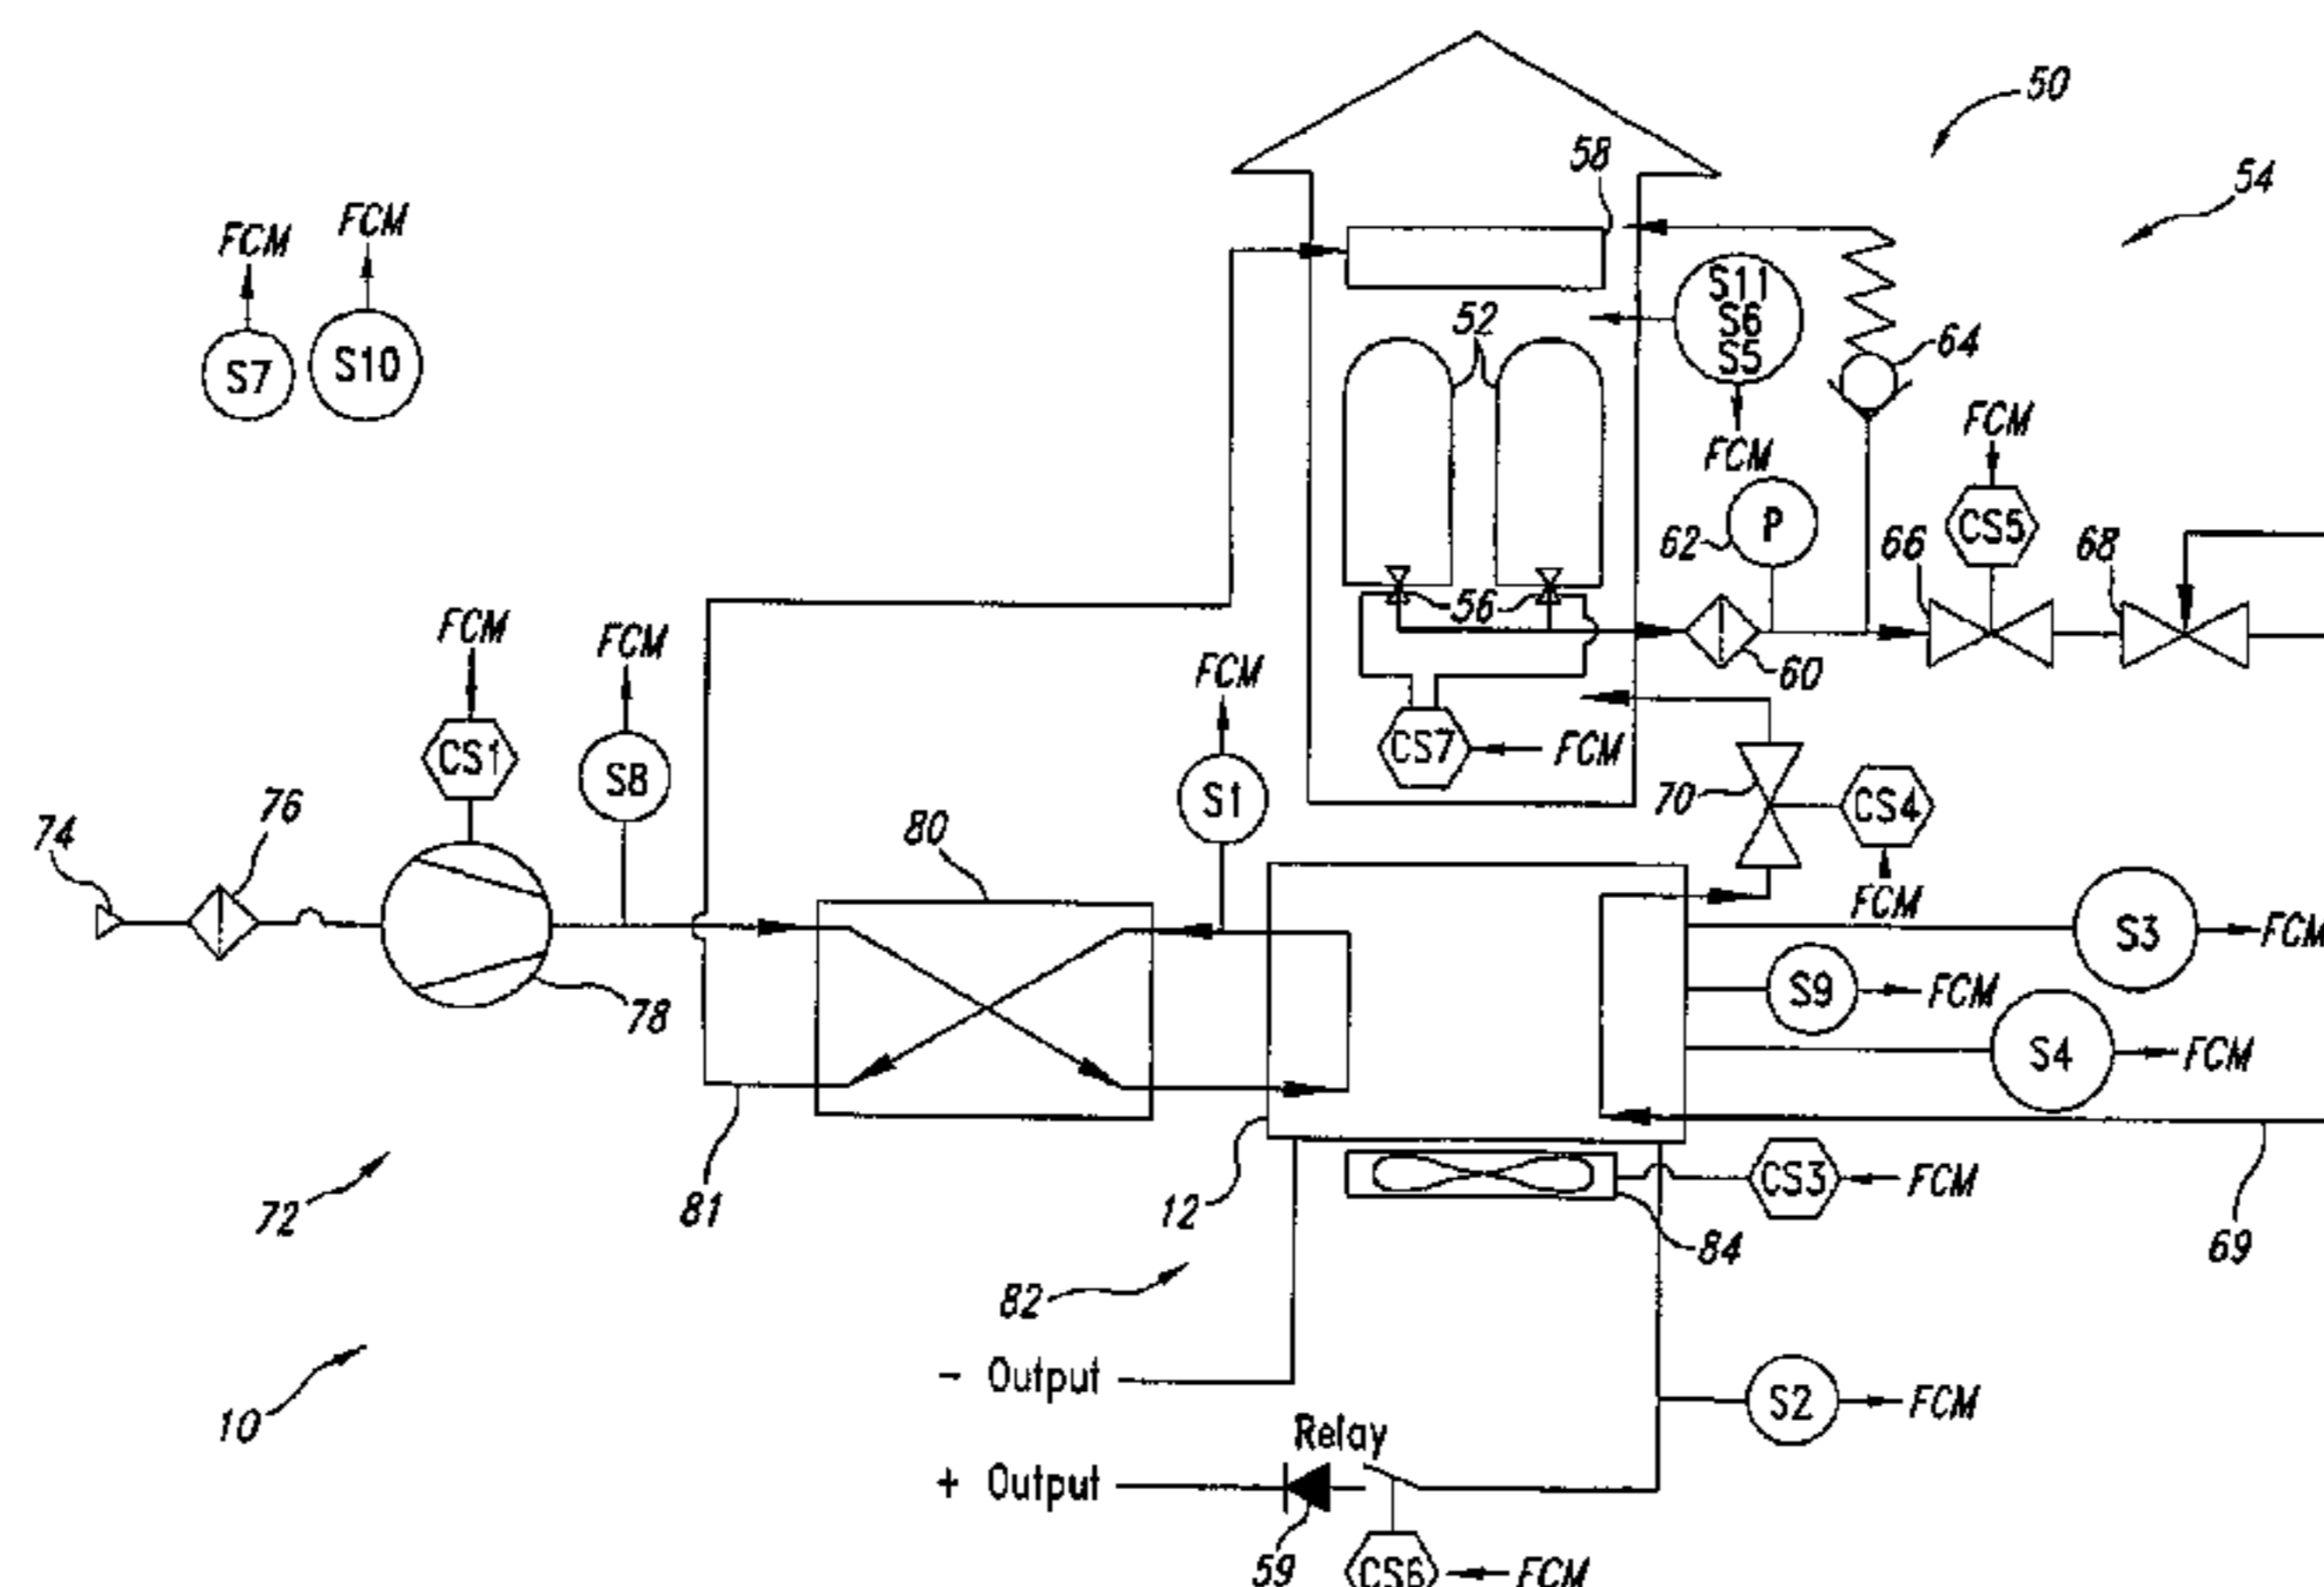 50
58
54
FCM
FCM
S7
S10
S11
S6
S5
FCM
52
64
FCM
CS5
P
62
66
68
56
60
FCM
CS1
FCM
S8
FCM
S1
CS7
FCM
70
CS4
FCM
74
76
80
78
S3
FCM
S9
FCM
S4
FCM
72
81
12
CS3
FCM
84
69
82
10
- Output
S2
FCM
Relay
+ Output
59
CS6
FCM